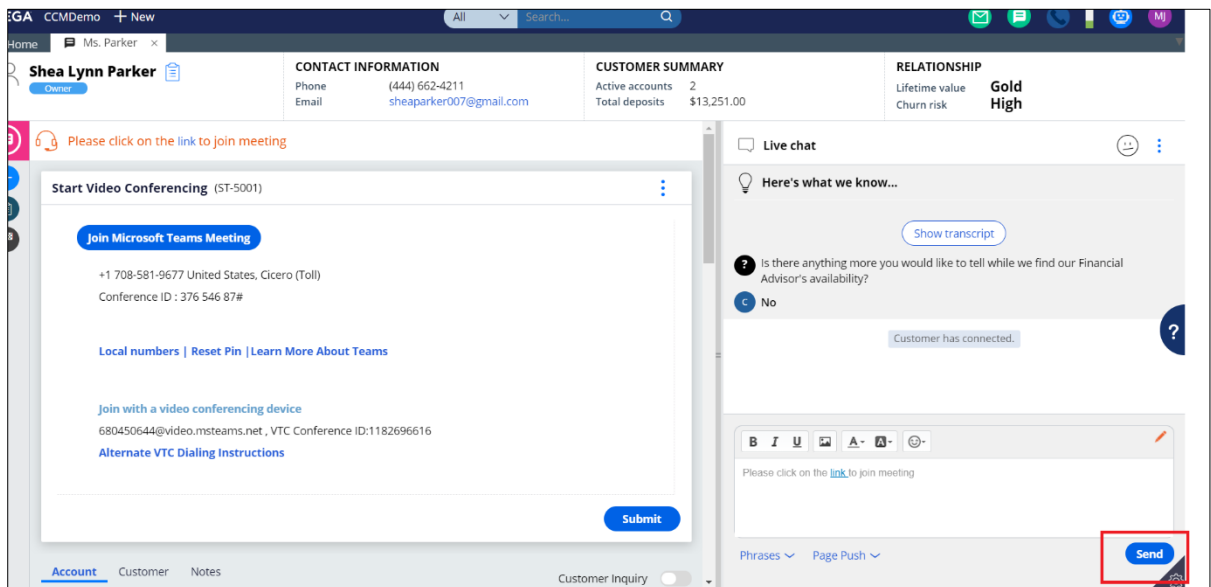 EGA CCMDemo + New All Search... MJ
Home Ms. Parker ×
Shea Lynn Parker
Owner
CONTACT INFORMATION
Phone (444) 662-4211
Email sheaparker007@gmail.com
CUSTOMER SUMMARY
Active accounts 2
Total deposits $13,251.00
RELATIONSHIP
Lifetime value Gold
Churn risk High
Please click on the link to join meeting
Start Video Conferencing (ST-5001)
Join Microsoft Teams Meeting
+1 708-581-9677 United States, Cicero (Toll)
Conference ID : 376 546 87#
Local numbers | Reset Pin |Learn More About Teams
Join with a video conferencing device
680450644@video.msteams.net , VTC Conference ID:1182696616
Alternate VTC Dialing Instructions
Submit
Account Customer Notes
Customer Inquiry
Live chat
Here's what we know...
Show transcript
? Is there anything more you would like to tell while we find our Financial
Advisor's availability?
C No
Customer has connected.
?
B I U A A
Please click on the link to join meeting
Phrases Page Push
Send